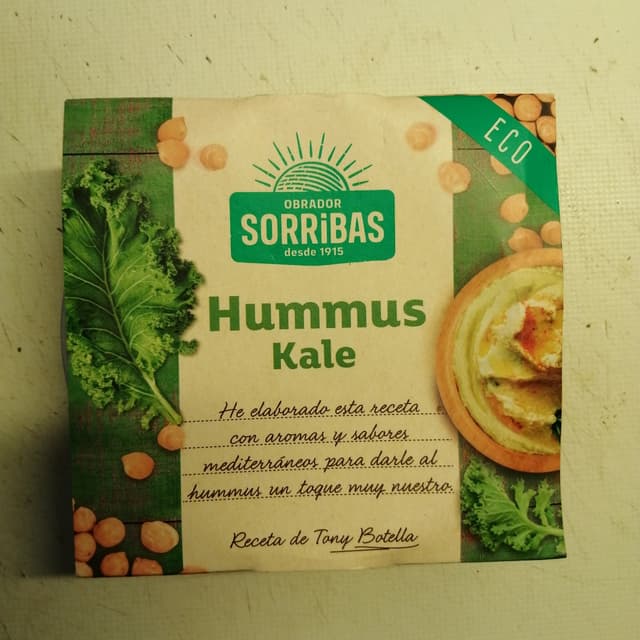 ECO
OBRADOR
SORRiBAS
desde 1915
Hummus
Kale
He elaborado esta receta
con aromas y sabores
mediterráneos para darle al
hummus un toque muy nuestro.
Receta de Tony Botella